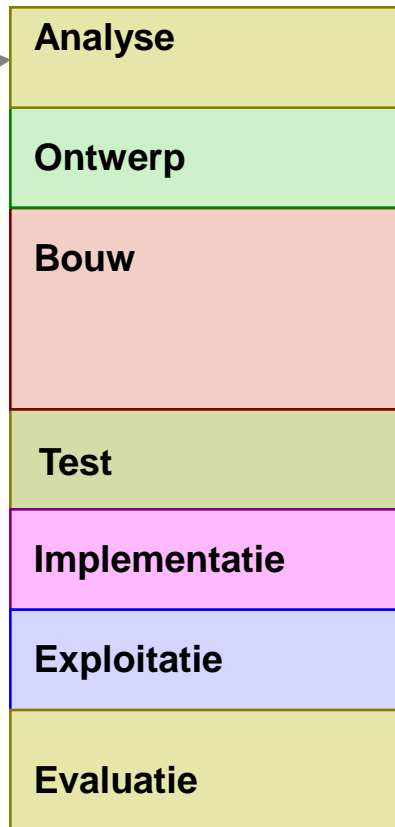 Analyse
Ontwerp
Bouw
Test
Implementatie
Exploitatie
Evaluatie